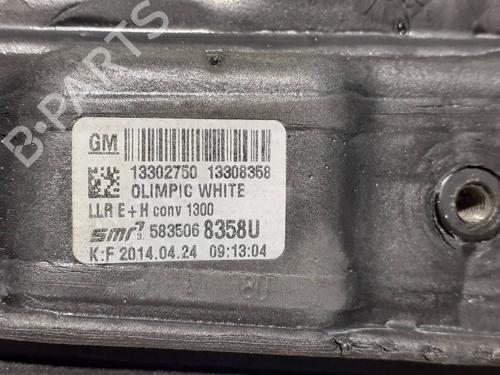 B-PARTS
GM
13302750 13308358
OLIMPIC WHITE
LLR E+H conv 1300
smr 583506 8358U
K:F 2014.04.24 09:13:04